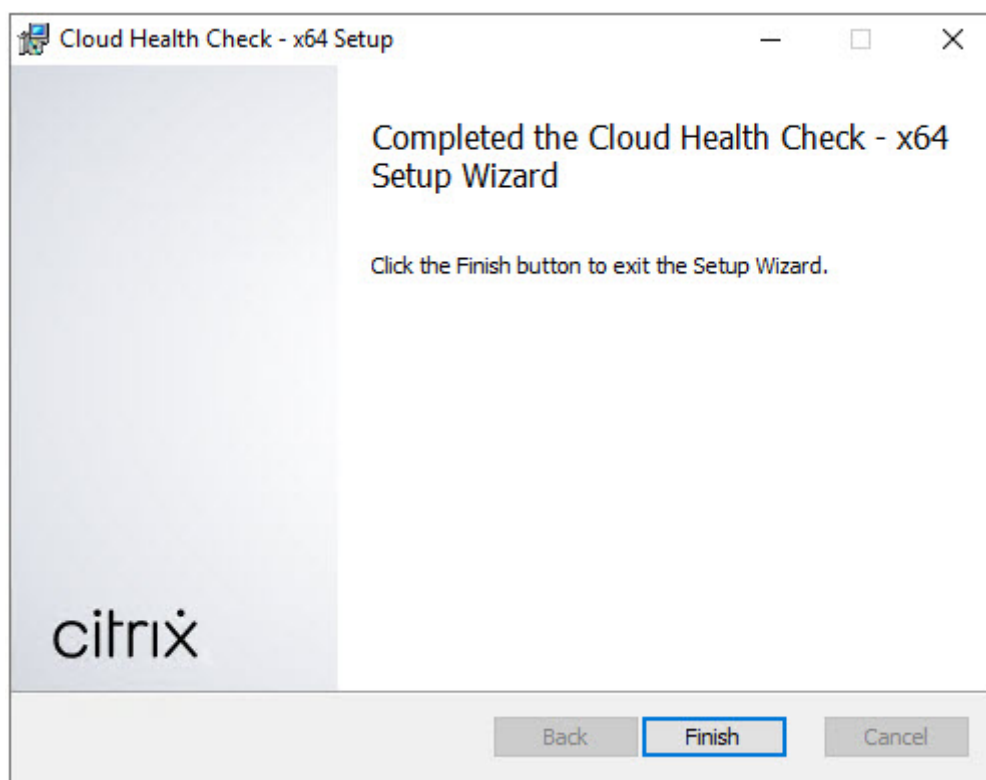 Cloud Health Check - x64 Setup
Completed the Cloud Health Check - x64
Setup Wizard
Click the Finish button to exit the Setup Wizard.
citrix
Back
Finish
Cancel